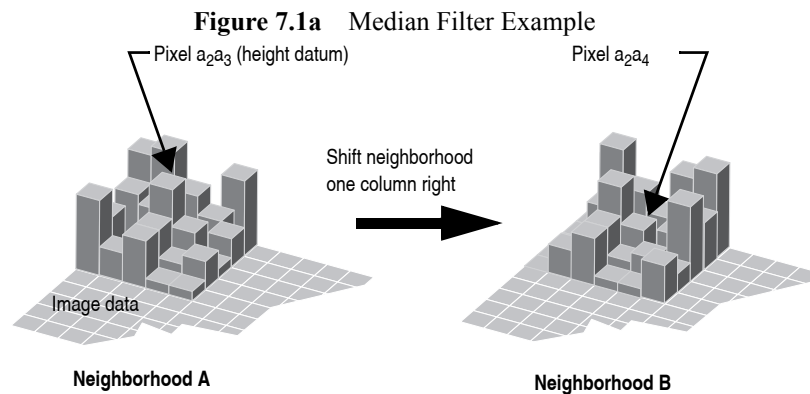 Figure 7.1a Median Filter Example
Pixel a₂a₃ (height datum)
Pixel a₂a₄
Shift neighborhood
one column right
Image data
Neighborhood A
Neighborhood B